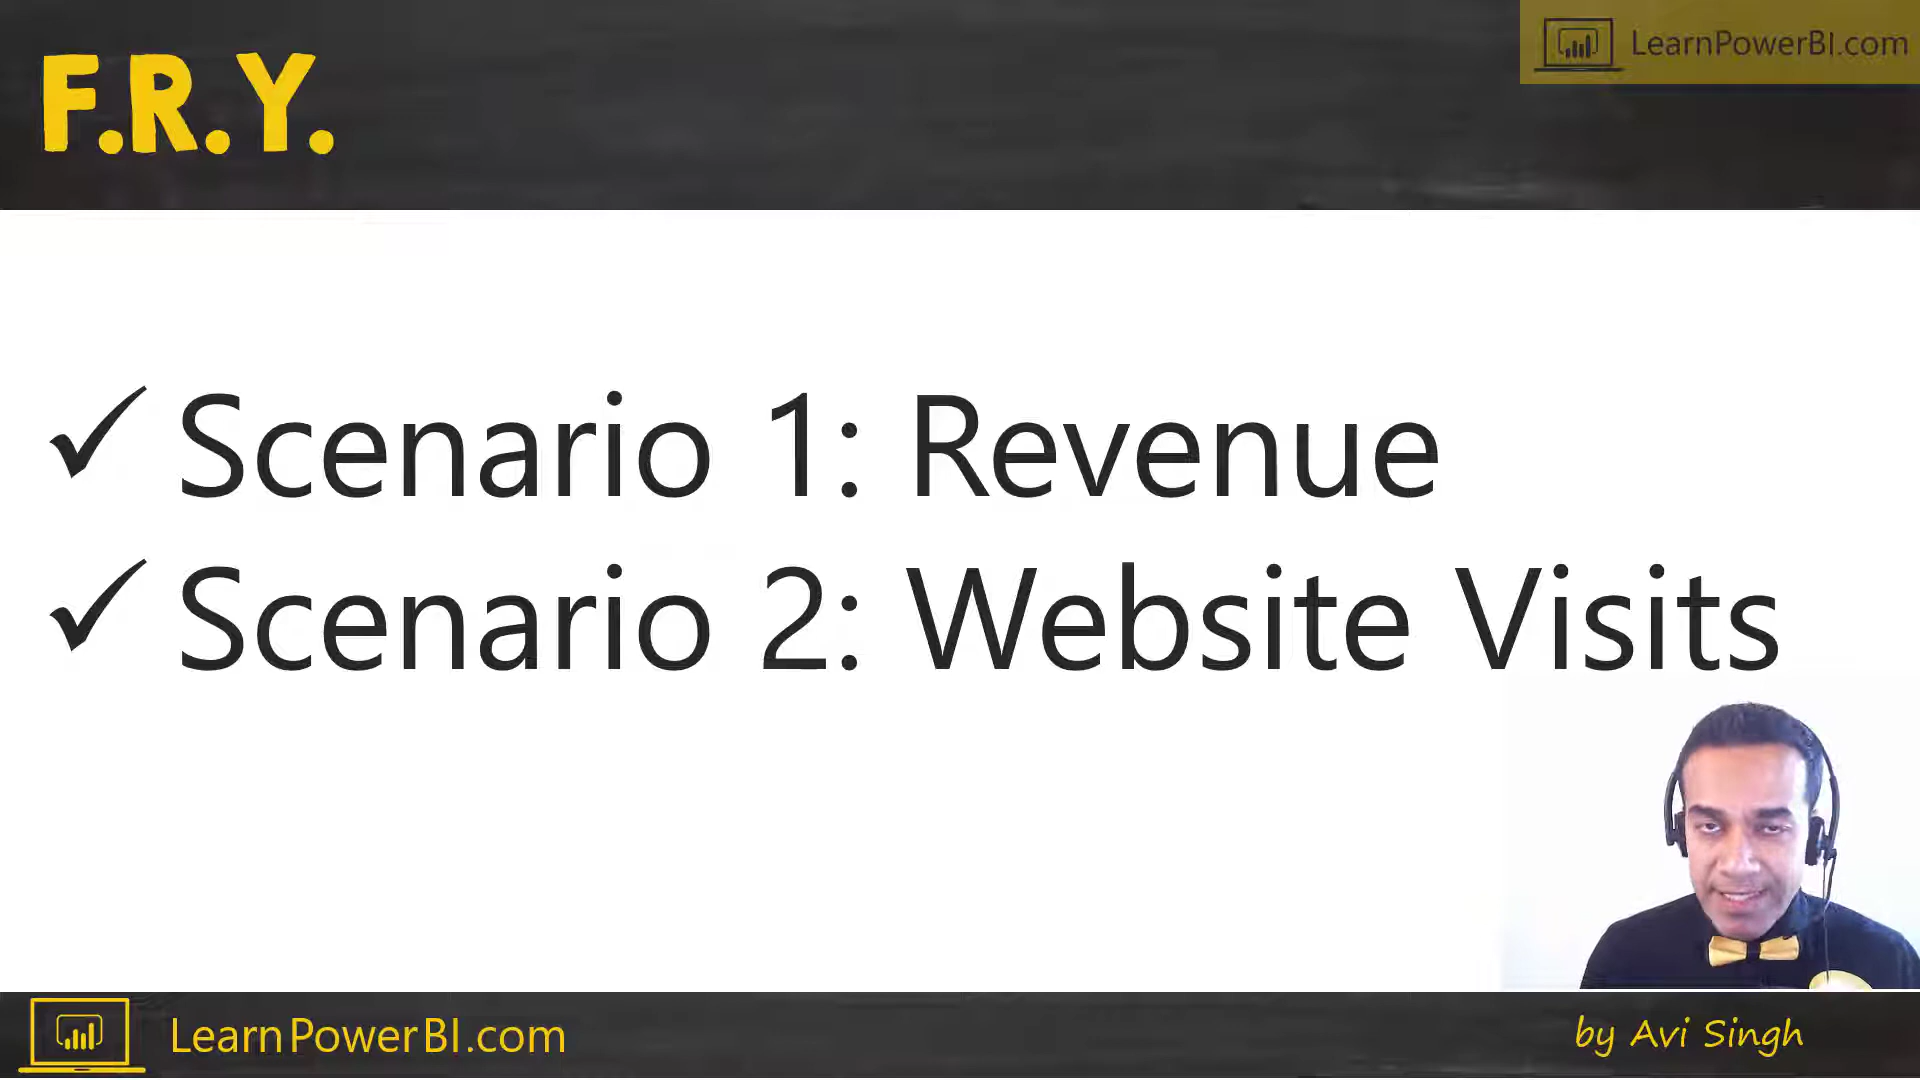 F.R.Y.
LearnPowerBI.com
✓ Scenario 1: Revenue
✓ Scenario 2: Website Visits
LearnPowerBI.com
by Avi Singh